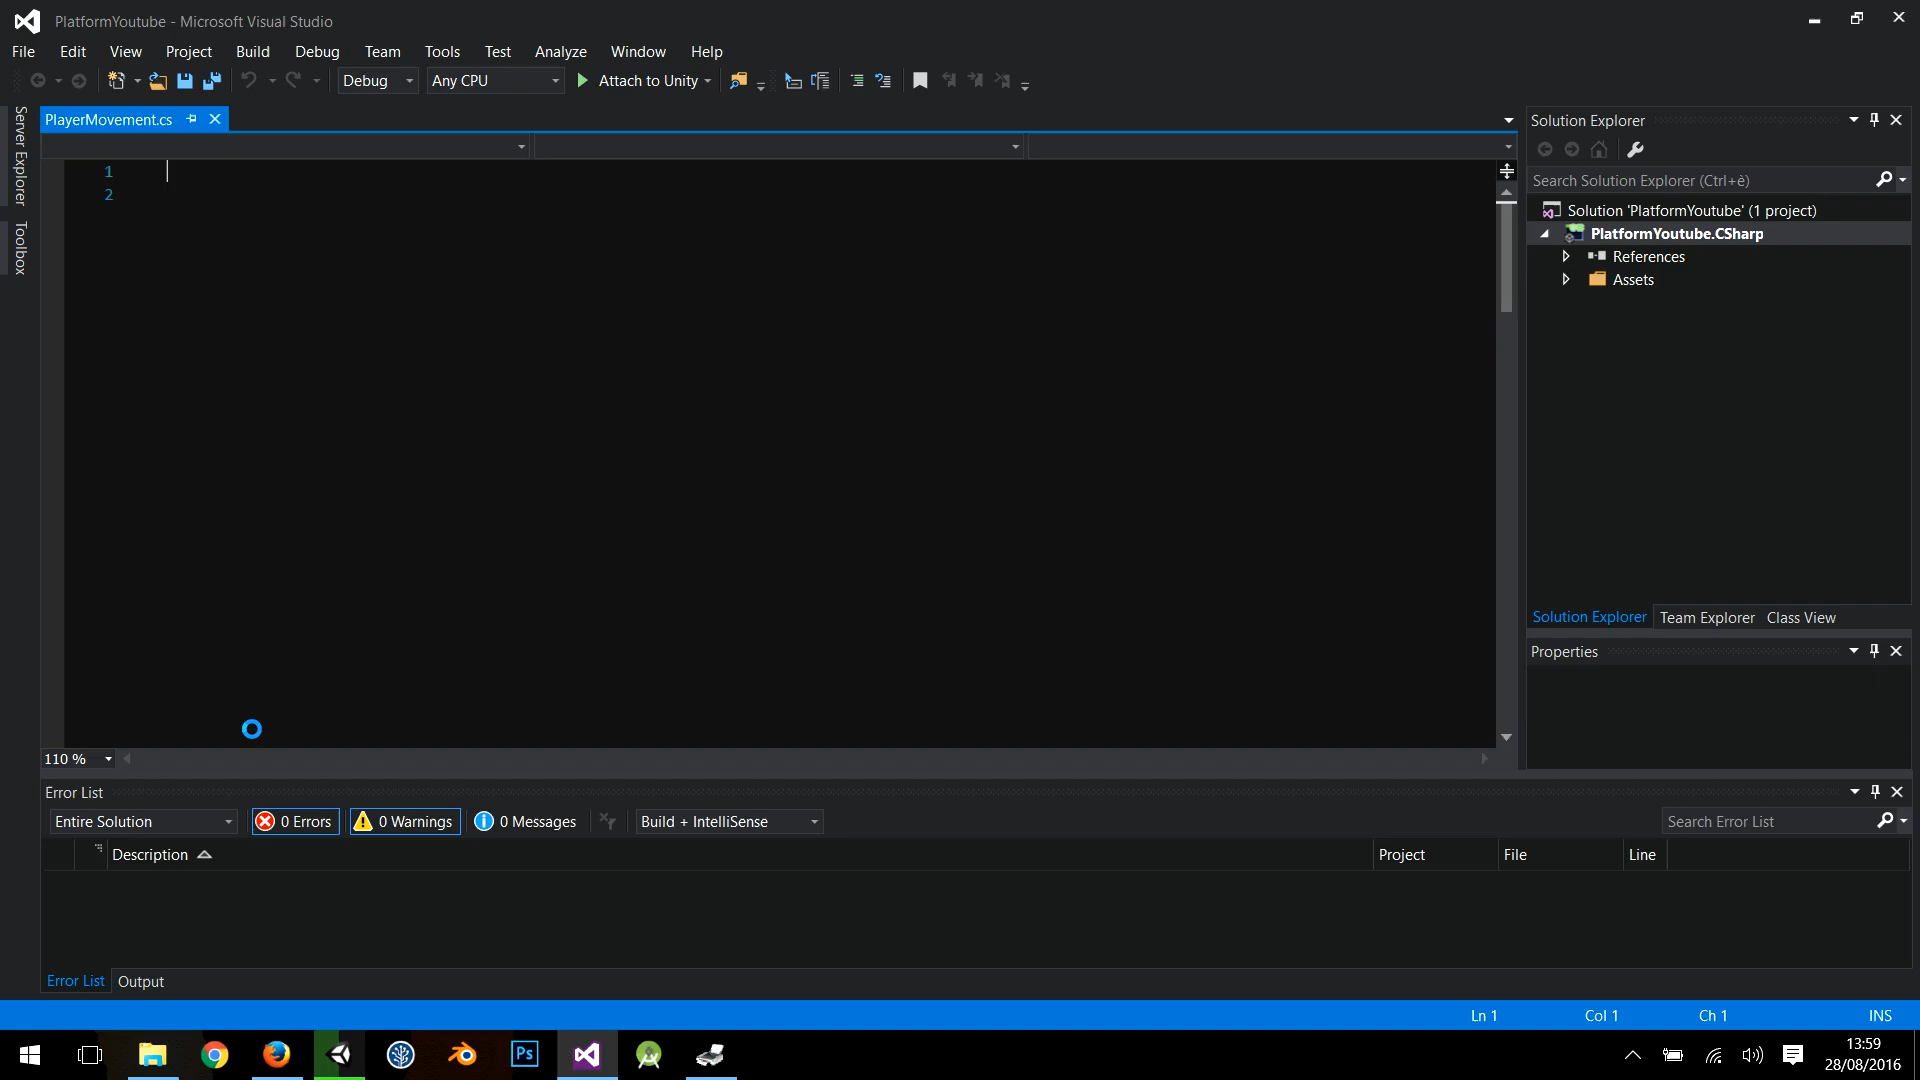 PlatformYoutube - Microsoft Visual Studio
File Edit View Project Build Debug Team Tools Test Analyze Window Help
Debug Any CPU Attach to Unity
Server Explorer
Toolbox
PlayerMovement.cs
1
2
110 %
Solution Explorer
Search Solution Explorer (Ctrl+è)
Solution 'PlatformYoutube' (1 project)
PlatformYoutube.CSharp
References
Assets
Solution Explorer Team Explorer Class View
Properties
Error List
Entire Solution 0 Errors 0 Warnings 0 Messages Build + IntelliSense Search Error List
Description Project File Line
Error List Output
Ln 1 Col 1 Ch 1 INS
Ps
13:59
28/08/2016